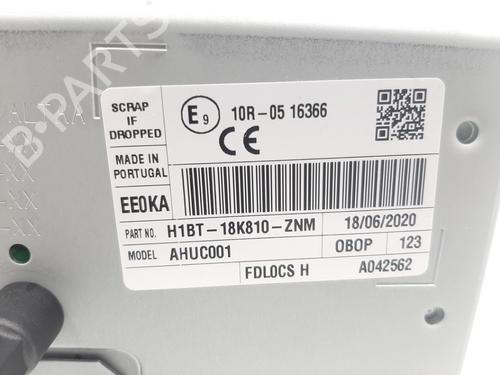 SCRAP
IF
DROPPED
E9 10R-05 16366
CE
MADE IN
PORTUGAL
EE0KA
PART NO. H1BT-18K810-ZNM 18/06/2020
MODEL AHUC001 OBOP 123
FDLOCS H A042562
B-PARTS